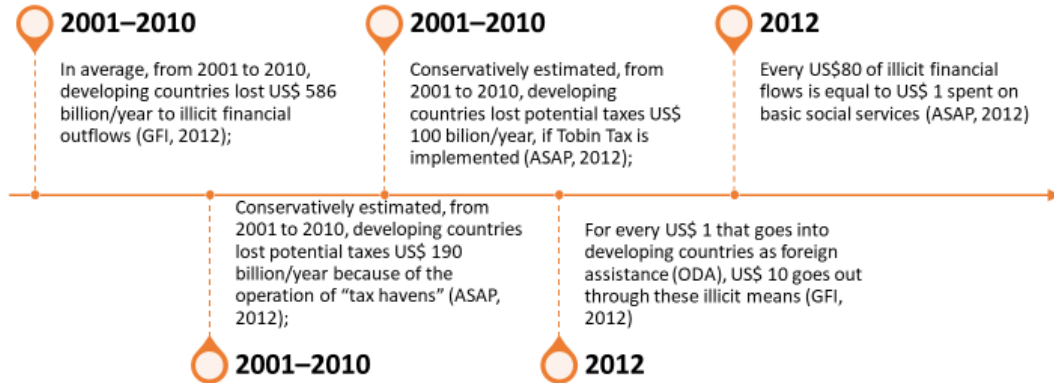 2001–2010
In average, from 2001 to 2010,
developing countries lost US$ 586
billion/year to illicit financial
outflows (GFI, 2012);
Conservatively estimated, from
2001 to 2010, developing countries
lost potential taxes US$ 190
billion/year because of the
operation of “tax havens” (ASAP,
2012);
2001–2010
2001–2010
Conservatively estimated, from
2001 to 2010, developing
countries lost potential taxes US$
100 bilion/year, if Tobin Tax is
implemented (ASAP, 2012);
For every US$ 1 that goes into
developing countries as foreign
assistance (ODA), US$ 10 goes out
through these illicit means (GFI,
2012)
2012
2012
Every US$80 of illicit financial
flows is equal to US$ 1 spent on
basic social services (ASAP, 2012)